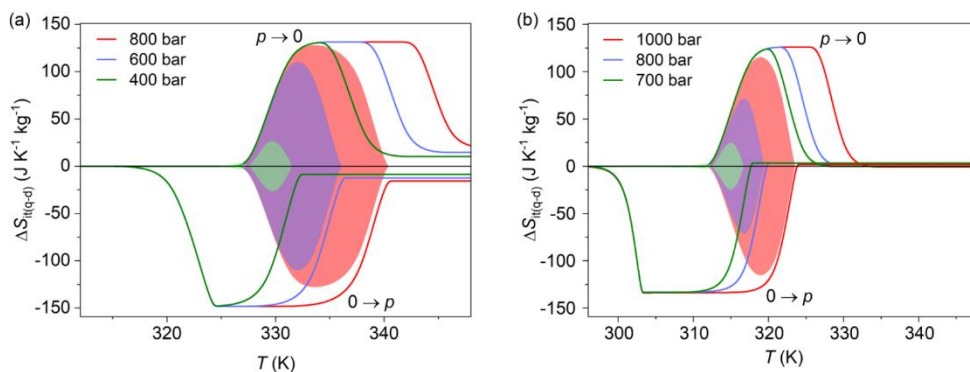 (a)
150
100
50
0
-50
-100
-150
ΔS_it(q-d) (J K⁻¹ kg⁻¹)
800 bar
600 bar
400 bar
p → 0
0 → p
320 330 340
T (K)
(b)
150
100
50
0
-50
-100
-150
ΔS_it(q-d) (J K⁻¹ kg⁻¹)
1000 bar
800 bar
700 bar
p → 0
0 → p
300 310 320 330 340
T (K)